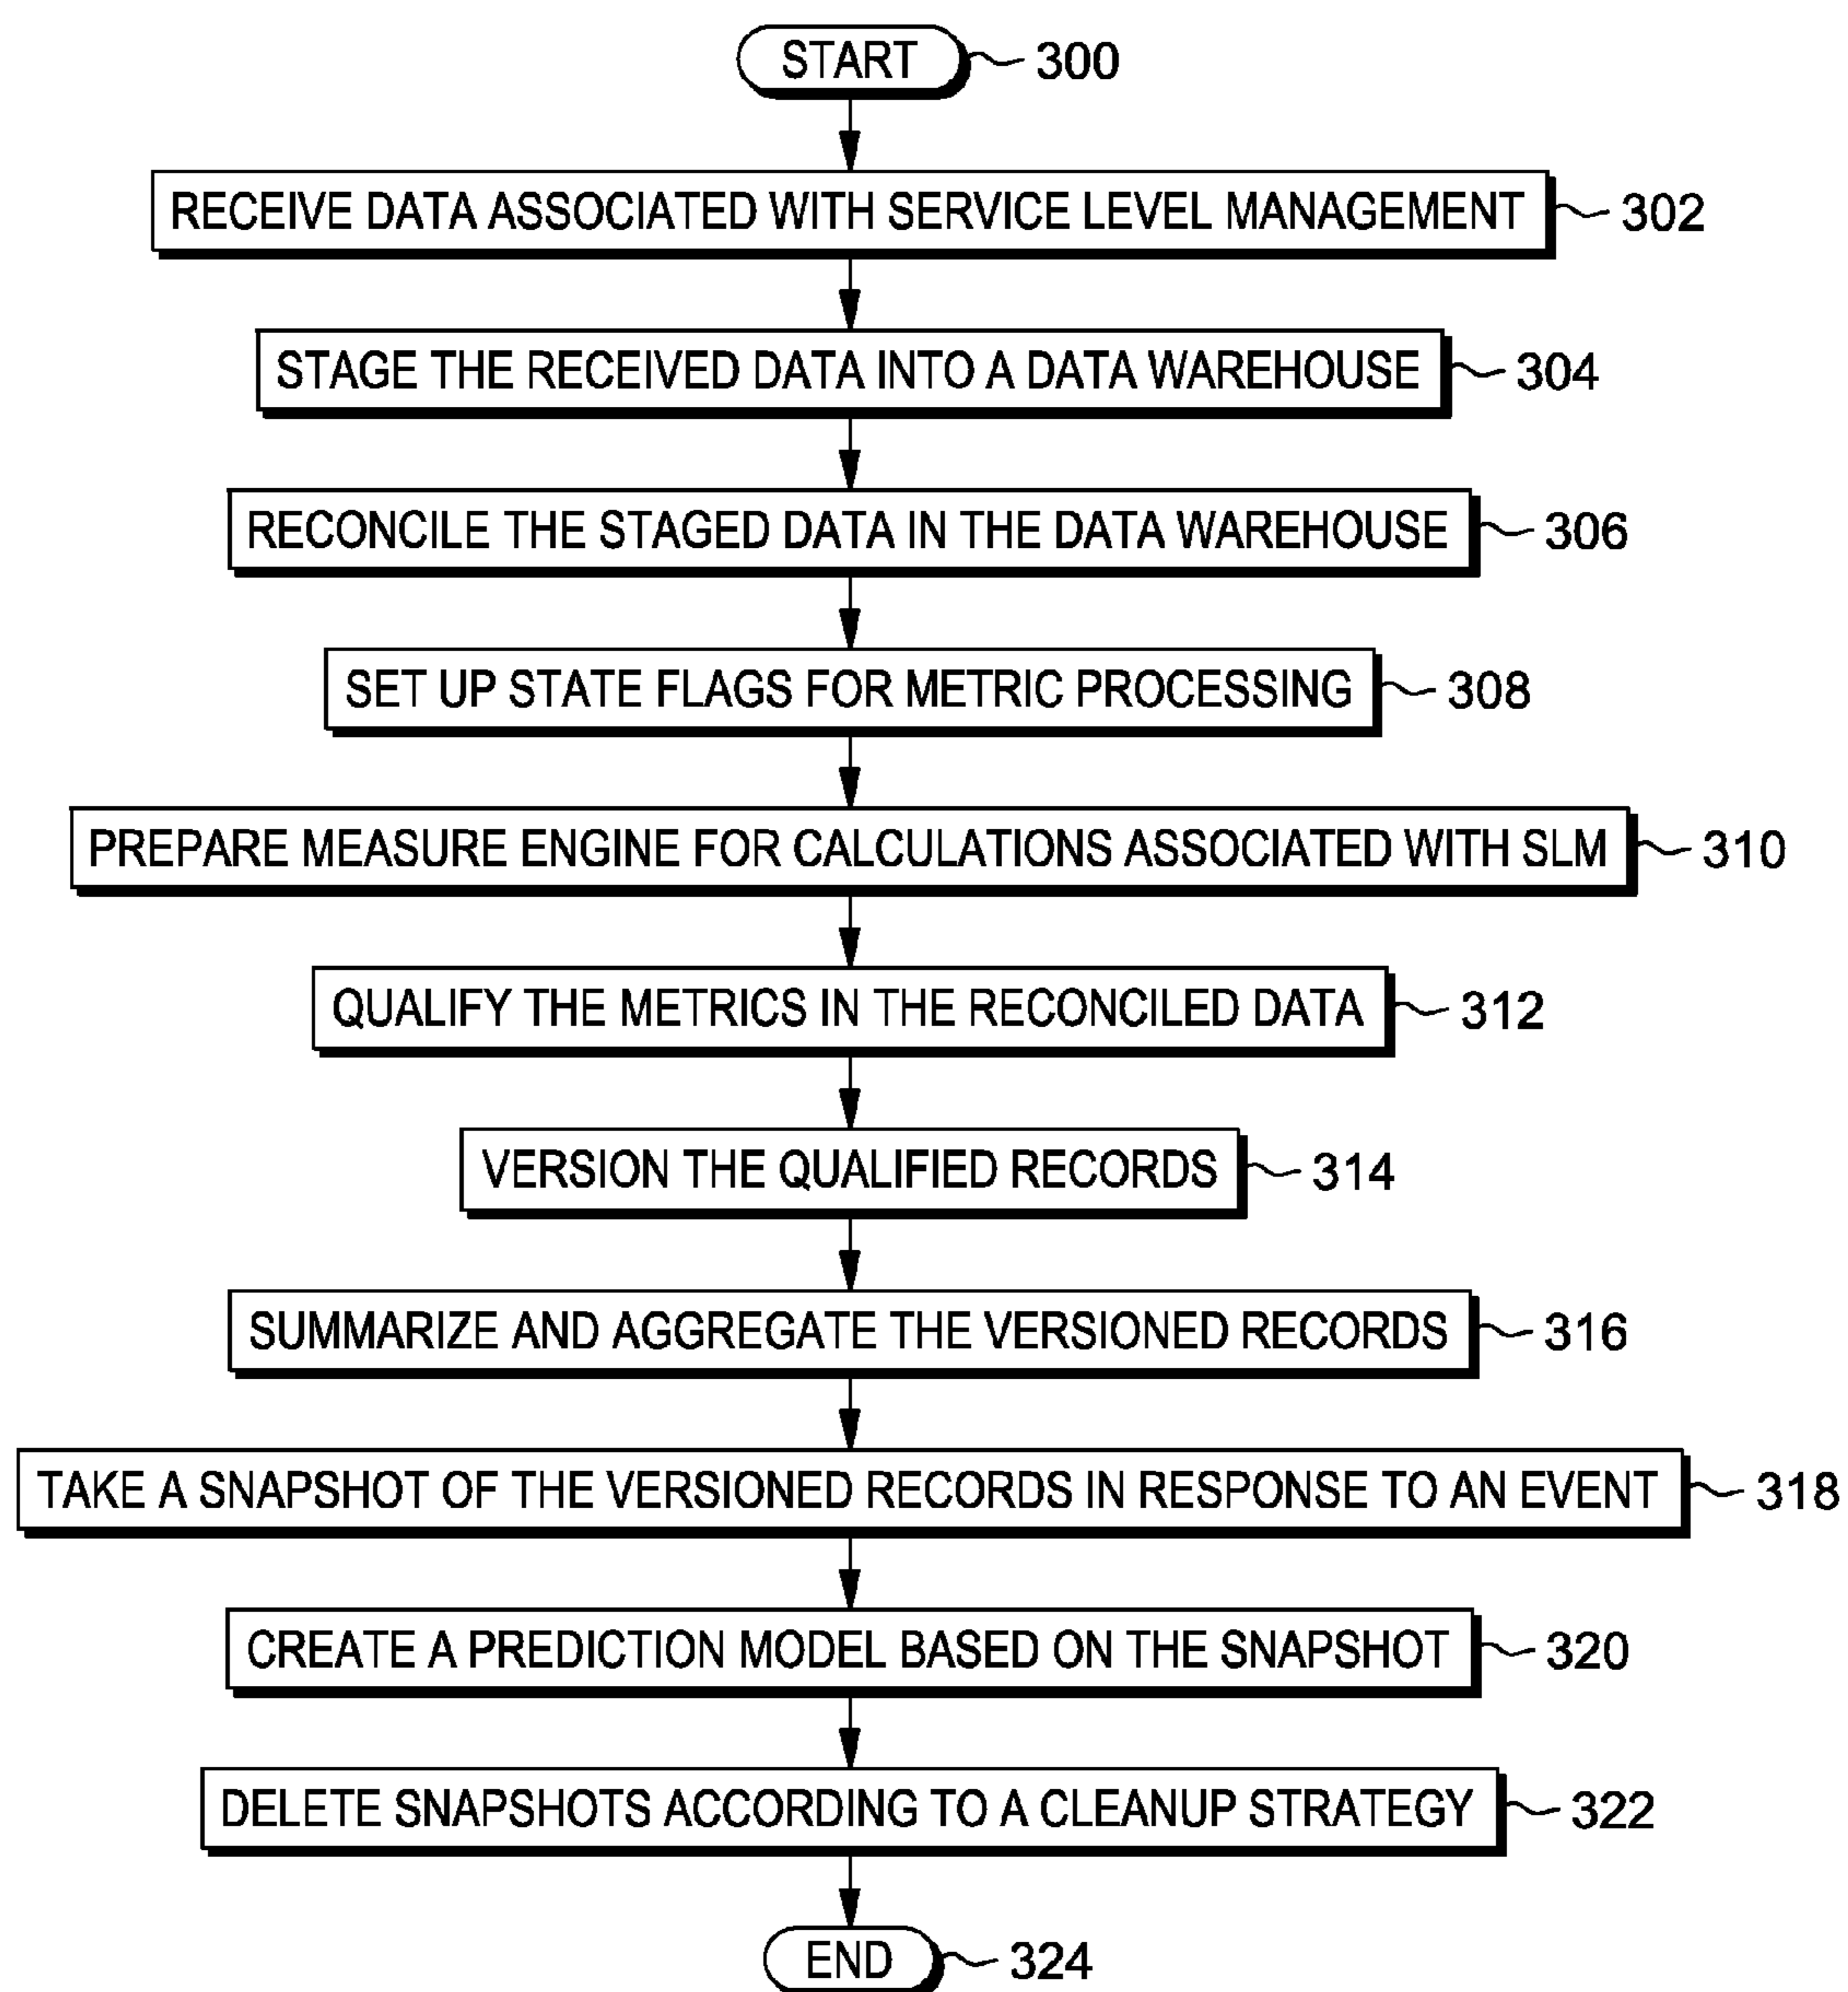 START 300
RECEIVE DATA ASSOCIATED WITH SERVICE LEVEL MANAGEMENT 302
STAGE THE RECEIVED DATA INTO A DATA WAREHOUSE 304
RECONCILE THE STAGED DATA IN THE DATA WAREHOUSE 306
SET UP STATE FLAGS FOR METRIC PROCESSING 308
PREPARE MEASURE ENGINE FOR CALCULATIONS ASSOCIATED WITH SLM 310
QUALIFY THE METRICS IN THE RECONCILED DATA 312
VERSION THE QUALIFIED RECORDS 314
SUMMARIZE AND AGGREGATE THE VERSIONED RECORDS 316
TAKE A SNAPSHOT OF THE VERSIONED RECORDS IN RESPONSE TO AN EVENT 318
CREATE A PREDICTION MODEL BASED ON THE SNAPSHOT 320
DELETE SNAPSHOTS ACCORDING TO A CLEANUP STRATEGY 322
END 324